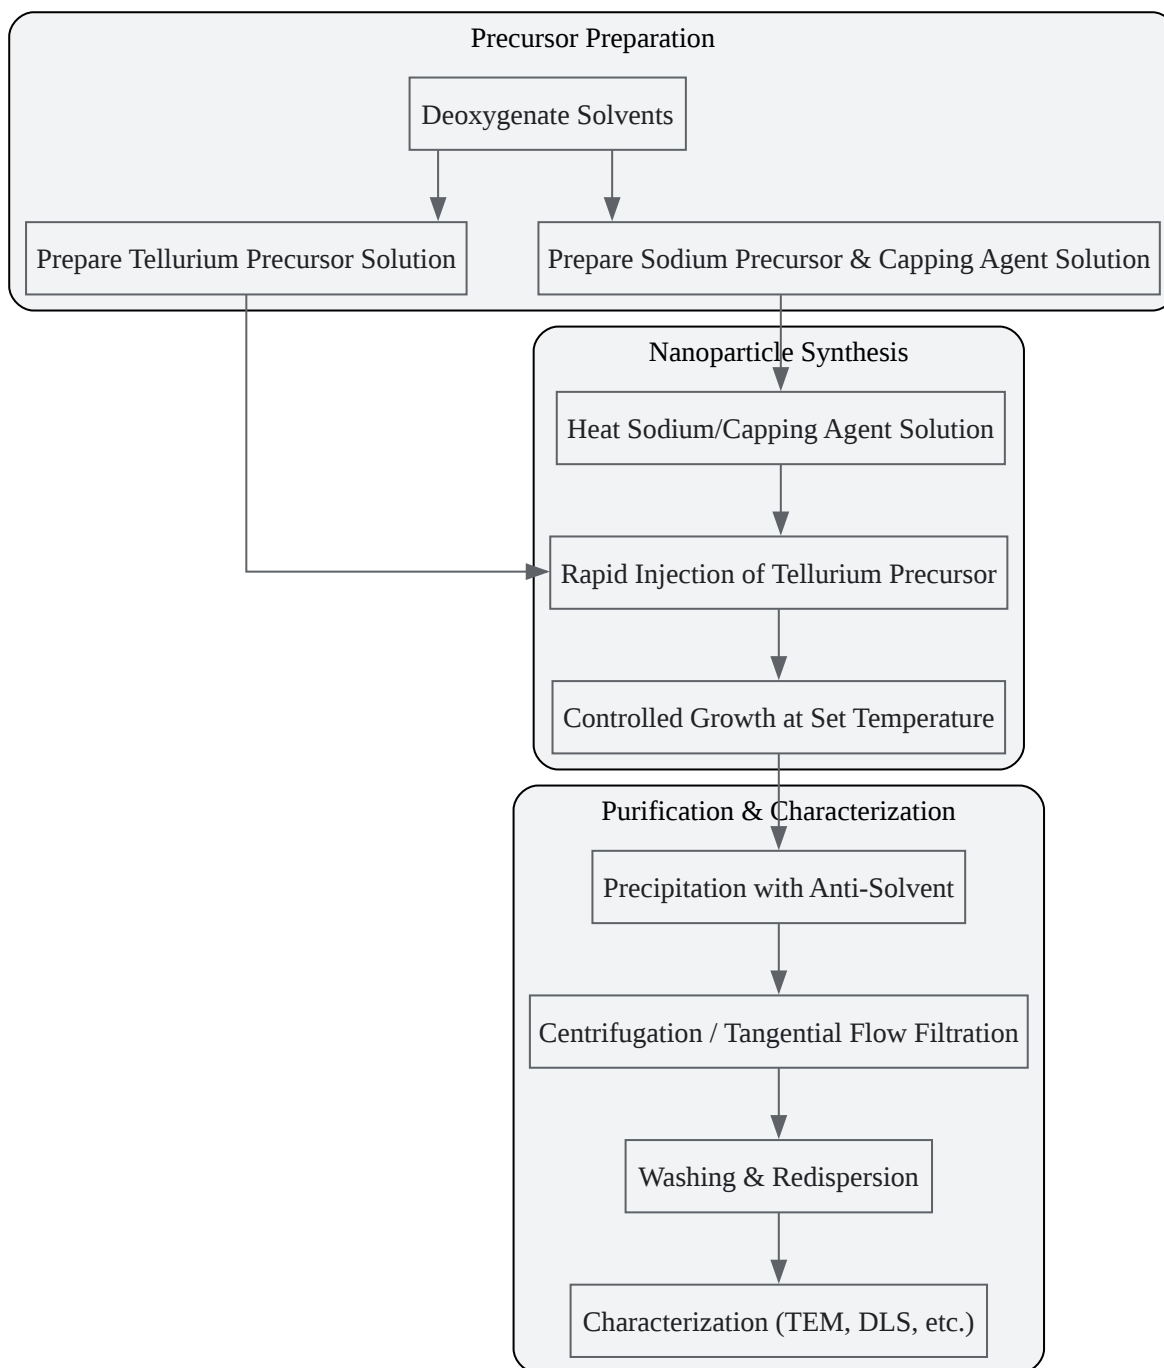 Precursor Preparation
Deoxygenate Solvents
Prepare Tellurium Precursor Solution
Prepare Sodium Precursor & Capping Agent Solution
Nanoparticle Synthesis
Heat Sodium/Capping Agent Solution
Rapid Injection of Tellurium Precursor
Controlled Growth at Set Temperature
Purification & Characterization
Precipitation with Anti-Solvent
Centrifugation / Tangential Flow Filtration
Washing & Redispersion
Characterization (TEM, DLS, etc.)